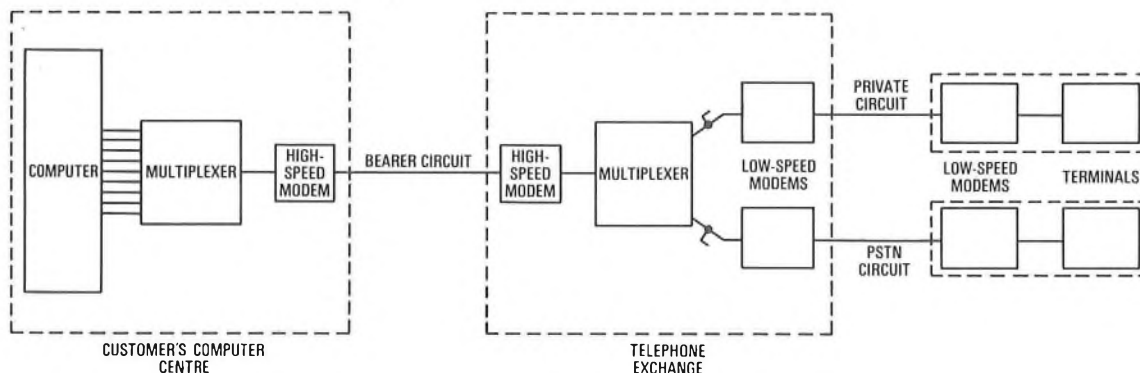 COMPUTER
MULTIPLEXER
HIGH-
SPEED
MODEM
BEARER CIRCUIT
HIGH-
SPEED
MODEM
MULTIPLEXER
LOW-SPEED
MODEMS
PRIVATE
CIRCUIT
PSTN
CIRCUIT
LOW-SPEED
MODEMS
TERMINALS
CUSTOMER'S COMPUTER
CENTRE
TELEPHONE
EXCHANGE